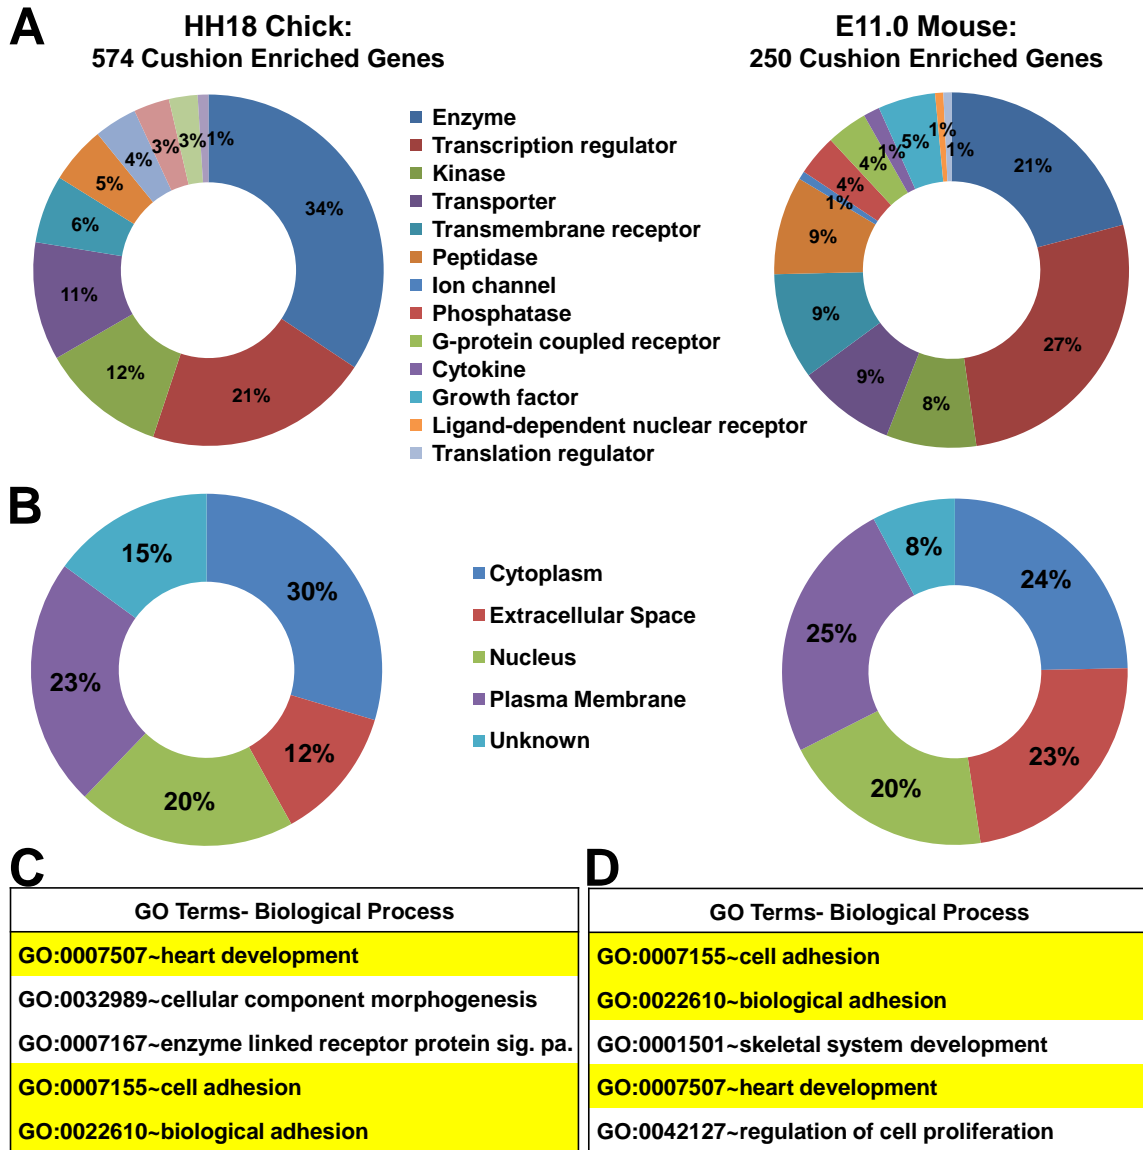 A
HH18 Chick:
574 Cushion Enriched Genes
E11.0 Mouse:
250 Cushion Enriched Genes
34%
21%
12%
11%
6%
5%
4%
3%
3%
1%
Enzyme
Transcription regulator
Kinase
Transporter
Transmembrane receptor
Peptidase
Ion channel
Phosphatase
G-protein coupled receptor
Cytokine
Growth factor
Ligand-dependent nuclear receptor
Translation regulator
21%
27%
8%
9%
9%
9%
1%
4%
4%
1%
5%
1%
1%
B
30%
12%
20%
23%
15%
Cytoplasm
Extracellular Space
Nucleus
Plasma Membrane
Unknown
24%
23%
20%
25%
8%
C
GO Terms- Biological Process
GO:0007507~heart development
GO:0032989~cellular component morphogenesis
GO:0007167~enzyme linked receptor protein sig. pa.
GO:0007155~cell adhesion
GO:0022610~biological adhesion
D
GO Terms- Biological Process
GO:0007155~cell adhesion
GO:0022610~biological adhesion
GO:0001501~skeletal system development
GO:0007507~heart development
GO:0042127~regulation of cell proliferation